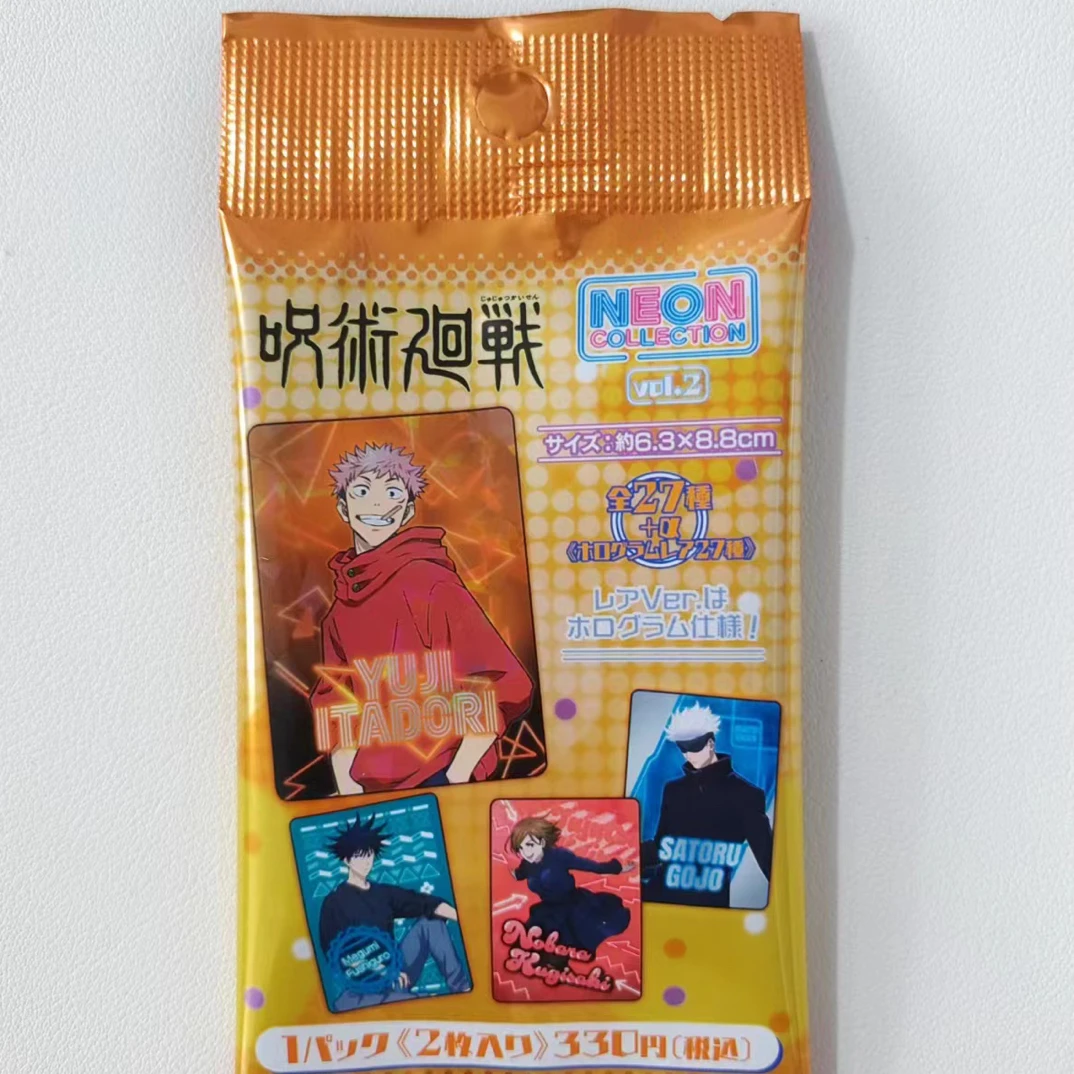 じゅじゅつかいせん
呪術廻戦
NEON
COLLECTION
vol.2
サイズ:約6.3×8.8cm
全27種
+α
《ホログラムレア27種》
レアVer.は
ホログラム仕様!
YUJI
ITADORI
SATORU
GOJO
Megumi
Fushiguro
Nobara
Kugisaki
1パック《2枚入り》330円(税込)